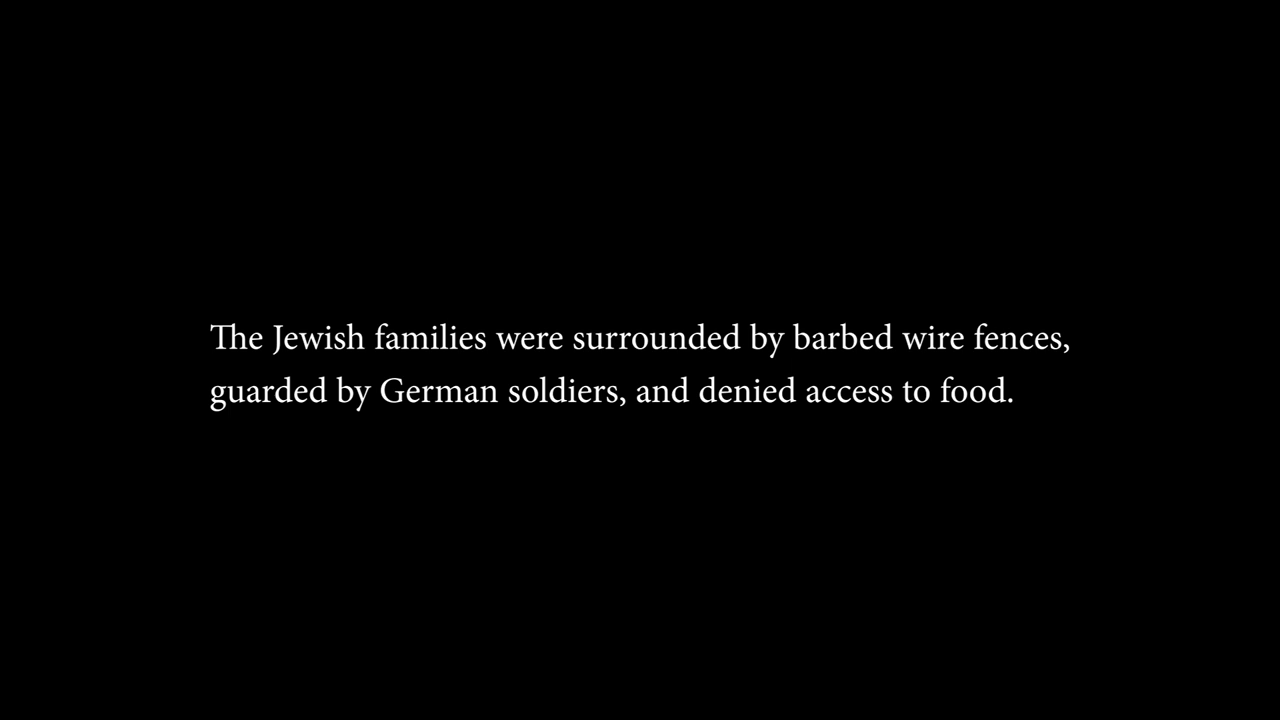 The Jewish families were surrounded by barbed wire fences,
guarded by German soldiers, and denied access to food.